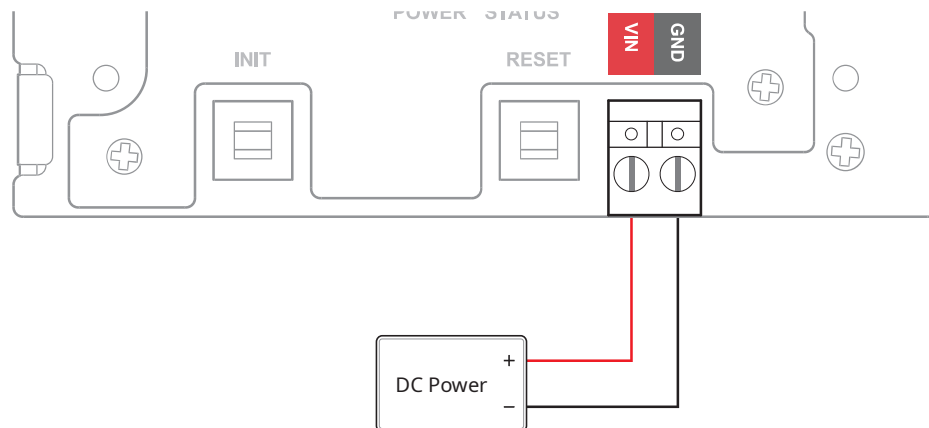 POWER STATUS
VIN GND
INIT RESET
+
DC Power
−